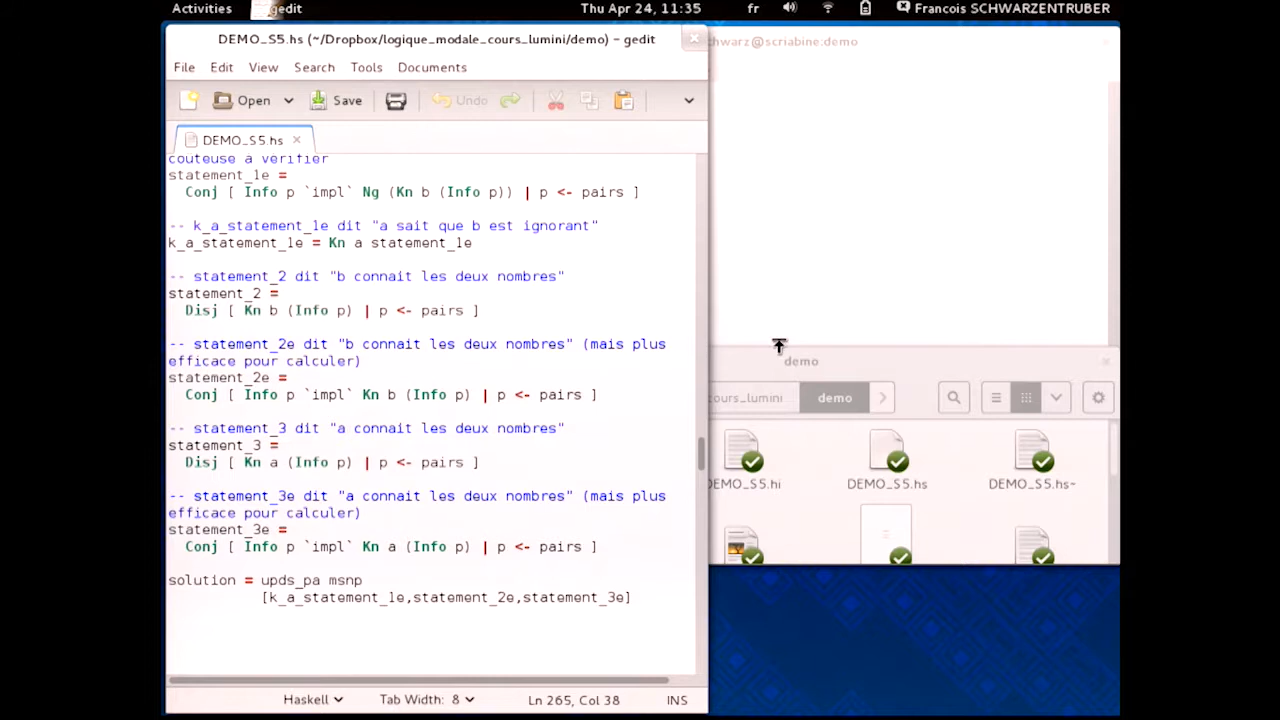 Activities gedit Thu Apr 24, 11:35 fr Francois SCHWARZENTRUBER
DEMO_S5.hs (~/Dropbox/logique_modale_cours_lumini/demo) – gedit
File Edit View Search Tools Documents
Open Save Undo
DEMO_S5.hs
couteuse a verifier
statement_1e =
Conj [ Info p `impl` Ng (Kn b (Info p)) | p <- pairs ]
-- k_a_statement_1e dit "a sait que b est ignorant"
k_a_statement_1e = Kn a statement_1e
-- statement_2 dit "b connait les deux nombres"
statement_2 =
Disj [ Kn b (Info p) | p <- pairs ]
-- statement_2e dit "b connait les deux nombres" (mais plus
efficace pour calculer)
statement_2e =
Conj [ Info p `impl` Kn b (Info p) | p <- pairs ]
-- statement_3 dit "a connait les deux nombres"
statement_3 =
Disj [ Kn a (Info p) | p <- pairs ]
-- statement_3e dit "a connait les deux nombres" (mais plus
efficace pour calculer)
statement_3e =
Conj [ Info p `impl` Kn a (Info p) | p <- pairs ]
solution = upds_pa msnp
[k_a_statement_1e,statement_2e,statement_3e]
Haskell Tab Width: 8 Ln 265, Col 38 INS
hwarz@scriabine:demo
demo
cours_lumini demo
DEMO_S5.hi DEMO_S5.hs DEMO_S5.hs~